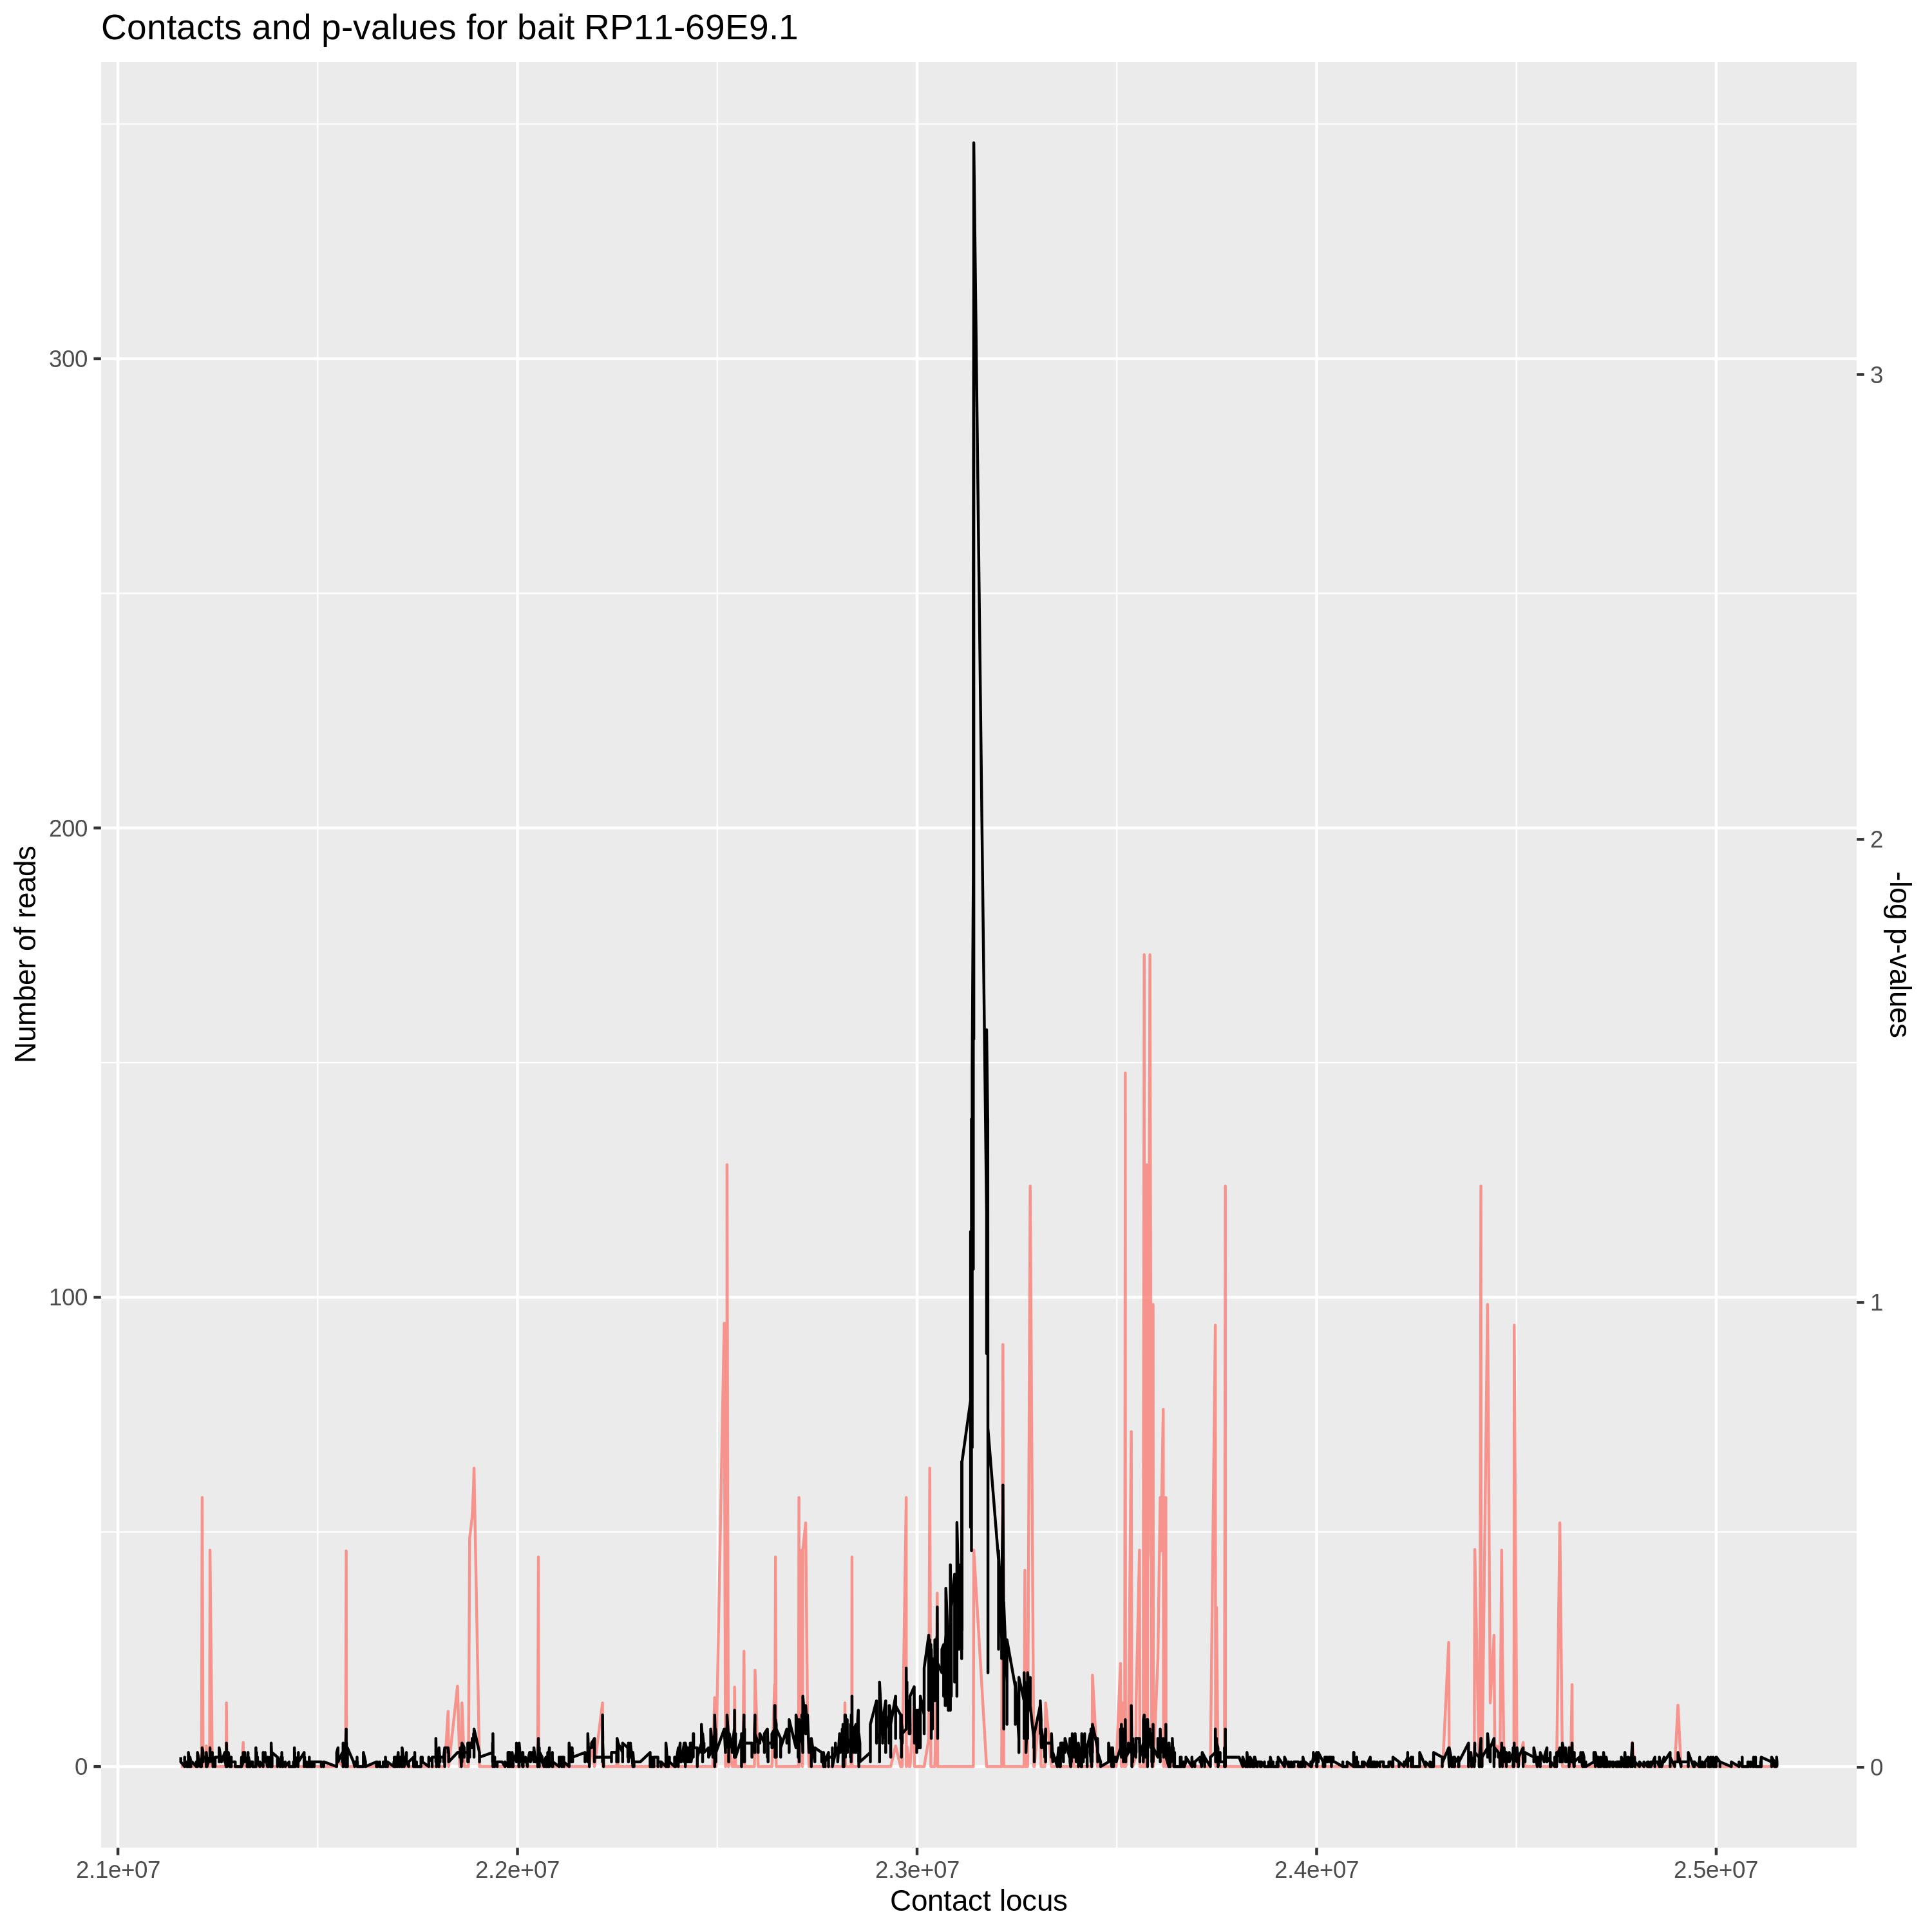 Contacts and p-values for bait RP11-69E9.1
300
200
100
0
Number of reads
3
2
1
0
-log p-values
2.1e+07
2.2e+07
2.3e+07
2.4e+07
2.5e+07
Contact locus